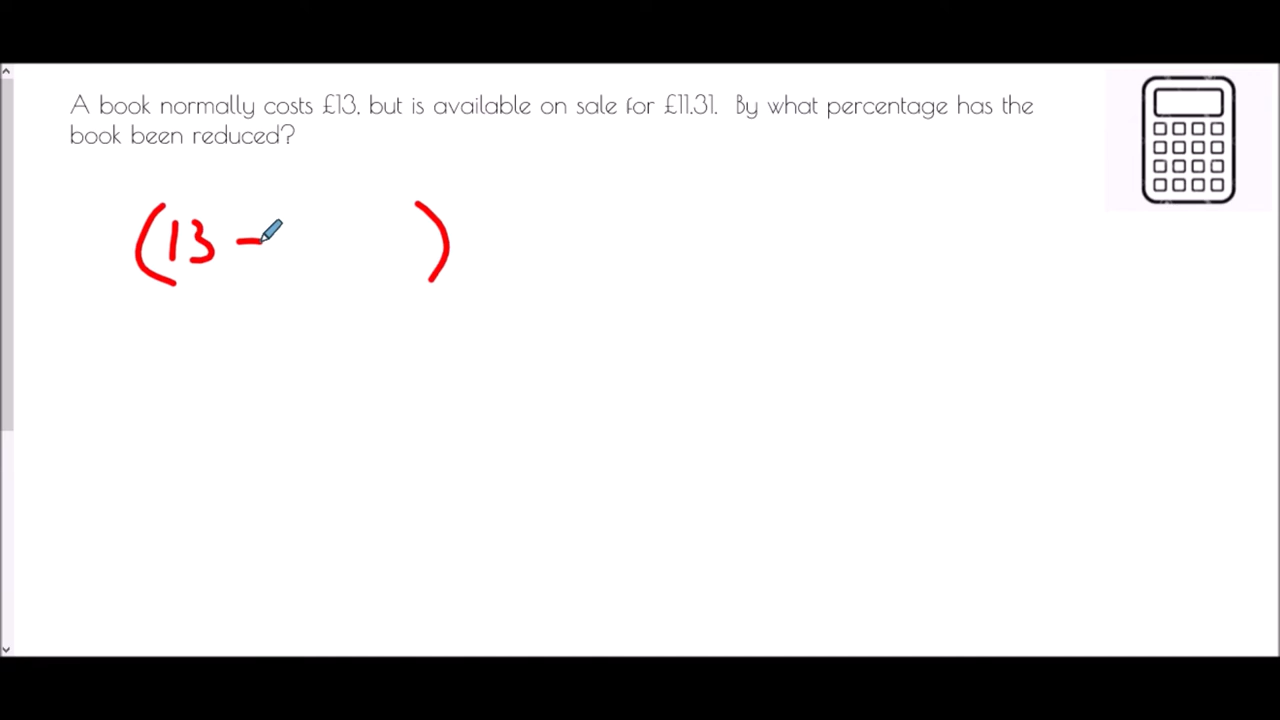 A book normally costs £13, but is available on sale for £11.31. By what percentage has the
book been reduced?
(13 - )